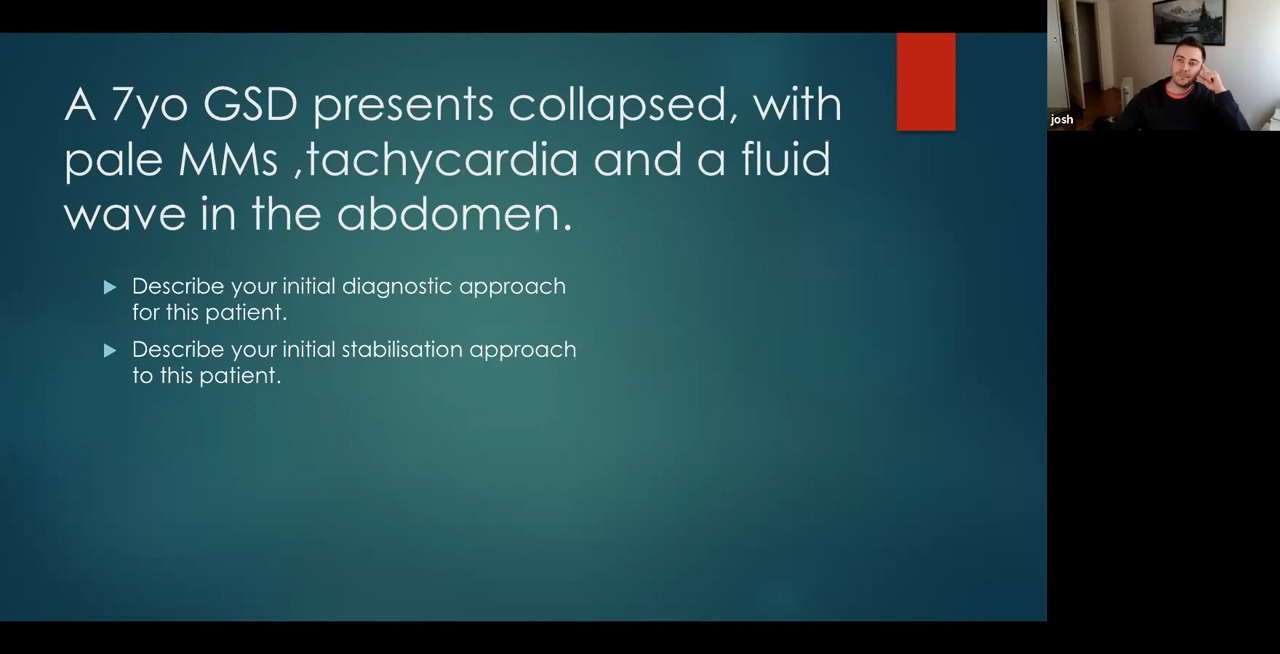 A 7yo GSD presents collapsed, with
pale MMs ,tachycardia and a fluid
wave in the abdomen.
Describe your initial diagnostic approach
for this patient.
Describe your initial stabilisation approach
to this patient.
josh